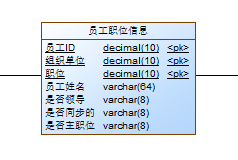 员工职位信息
员工ID decimal(10) <pk>
组织单位 decimal(10) <pk>
职位 decimal(10) <pk>
员工姓名 varchar(64)
是否领导 varchar(8)
是否同步的 varchar(8)
是否主职位 varchar(8)